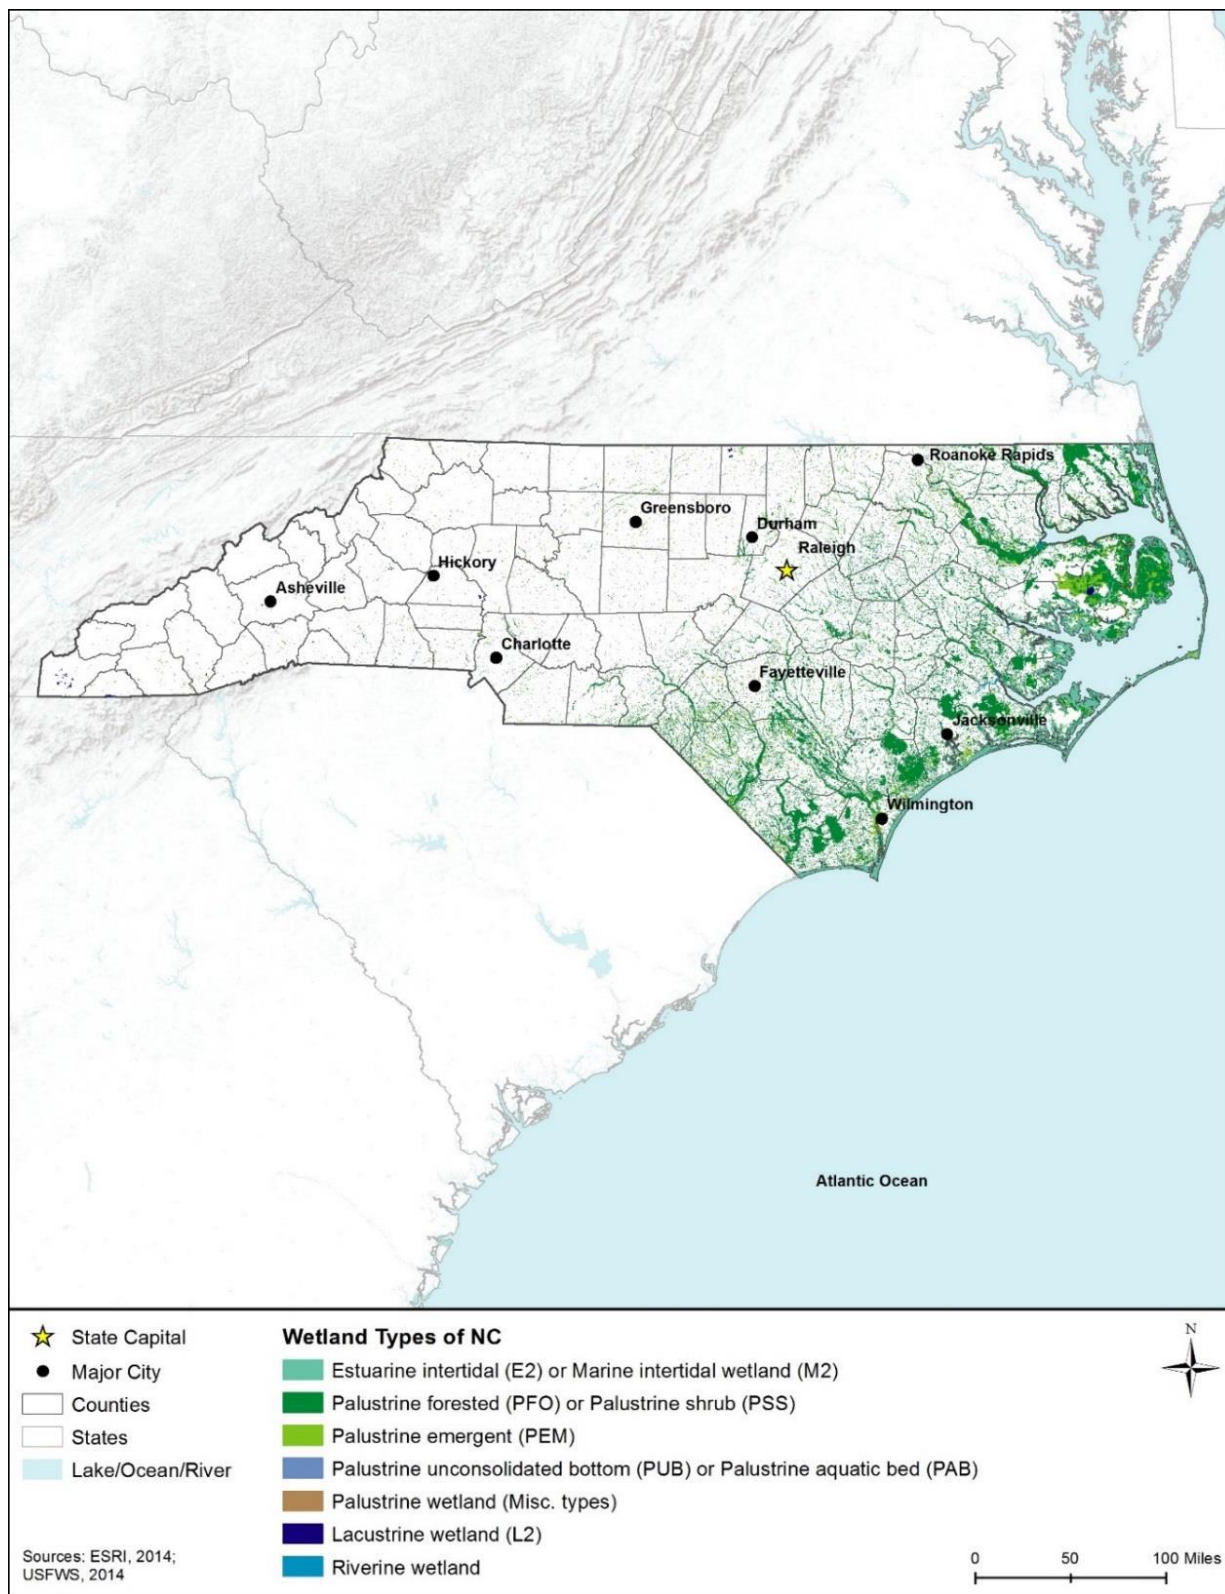 Roanoke Rapids
Greensboro
Durham
Raleigh
Hickory
Asheville
Charlotte
Fayetteville
Jacksonville
Wilmington
Atlantic Ocean
State Capital
Major City
Counties
States
Lake/Ocean/River
Sources: ESRI, 2014;
USFWS, 2014
Wetland Types of NC
Estuarine intertidal (E2) or Marine intertidal wetland (M2)
Palustrine forested (PFO) or Palustrine shrub (PSS)
Palustrine emergent (PEM)
Palustrine unconsolidated bottom (PUB) or Palustrine aquatic bed (PAB)
Palustrine wetland (Misc. types)
Lacustrine wetland (L2)
Riverine wetland
N
0 50 100 Miles